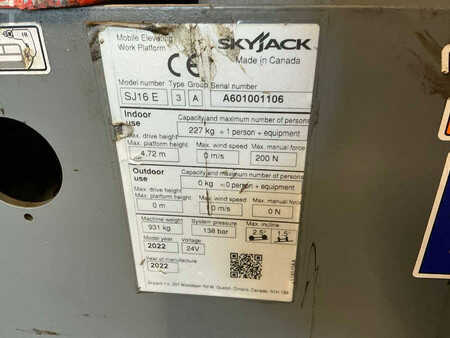 Mobile Elevating
Work Platform
SKYJACK
CE
Made in Canada
Model number Type Group Serial number
SJ16 E 3 A A601001106
Indoor use
Capacity and maximum number of persons
227 kg = 1 person + equipment
Max. drive height
Max. platform height Max. wind speed Max. manual force
4.72 m 0 m/s 200 N
Outdoor use
Capacity and maximum number of persons
0 kg = 0 person + equipment
Max. drive height
Max. platform height Max. wind speed Max. manual force
0 m 0 m/s 0 N
Machine weight System pressure Max. incline
931 kg 138 bar 2.5° 1.5°
Model year Voltage
2022 24V
Year of manufacture
2022